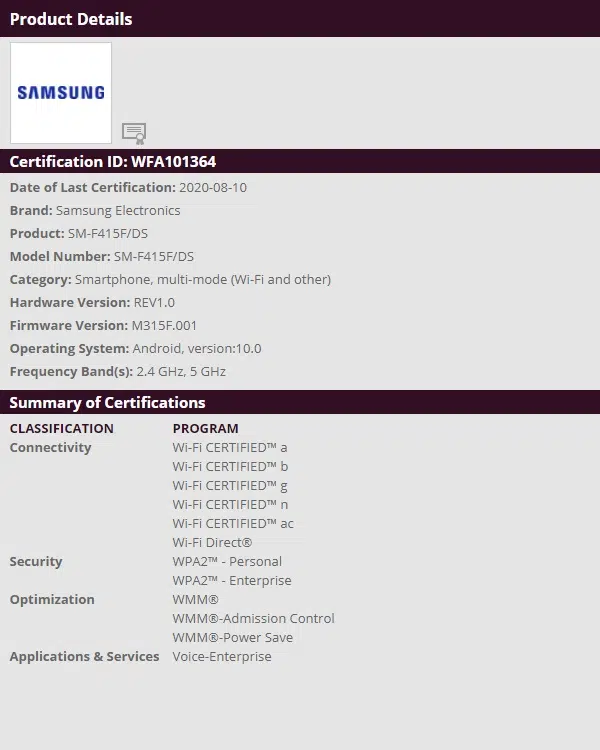 Product Details
SAMSUNG
Certification ID: WFA101364
Date of Last Certification: 2020-08-10
Brand: Samsung Electronics
Product: SM-F415F/DS
Model Number: SM-F415F/DS
Category: Smartphone, multi-mode (Wi-Fi and other)
Hardware Version: REV1.0
Firmware Version: M315F.001
Operating System: Android, version:10.0
Frequency Band(s): 2.4 GHz, 5 GHz
Summary of Certifications
CLASSIFICATION PROGRAM
Connectivity Wi-Fi CERTIFIED™ a
Wi-Fi CERTIFIED™ b
Wi-Fi CERTIFIED™ g
Wi-Fi CERTIFIED™ n
Wi-Fi CERTIFIED™ ac
Wi-Fi Direct®
Security WPA2™ - Personal
WPA2™ - Enterprise
Optimization WMM®
WMM®-Admission Control
WMM®-Power Save
Applications & Services Voice-Enterprise